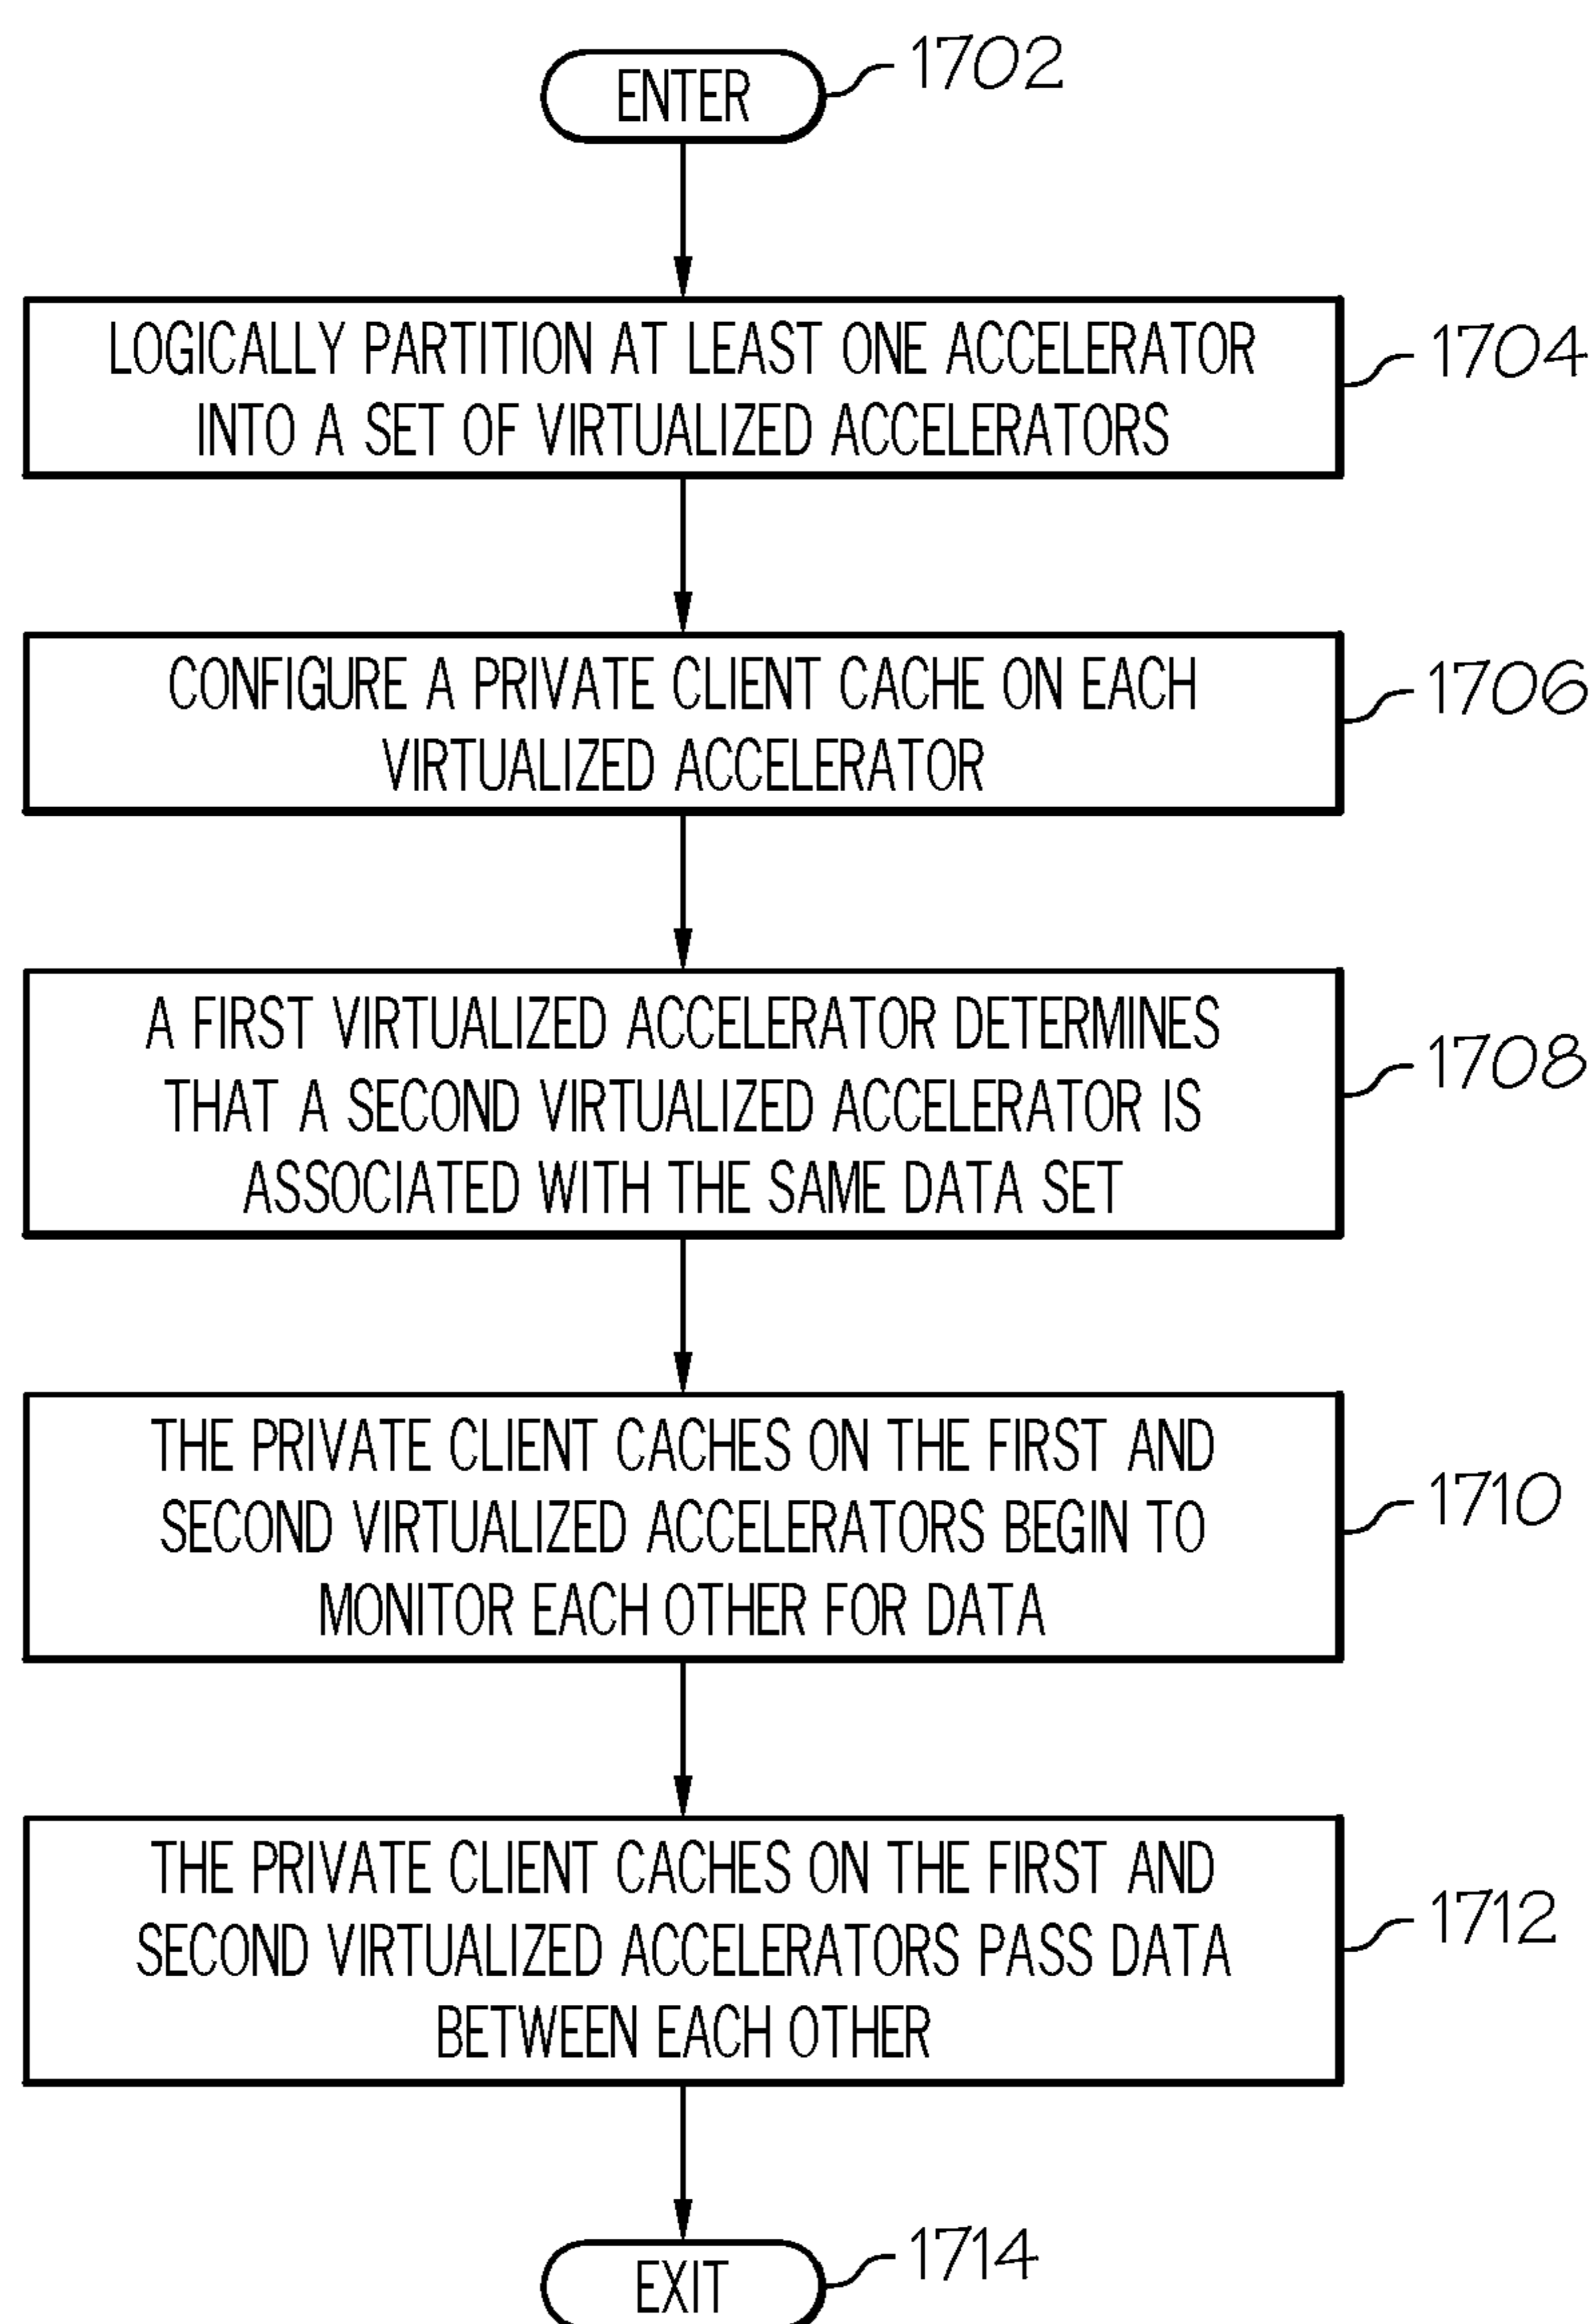 ENTER
1702
LOGICALLY PARTITION AT LEAST ONE ACCELERATOR
INTO A SET OF VIRTUALIZED ACCELERATORS
1704
CONFIGURE A PRIVATE CLIENT CACHE ON EACH
VIRTUALIZED ACCELERATOR
1706
A FIRST VIRTUALIZED ACCELERATOR DETERMINES
THAT A SECOND VIRTUALIZED ACCELERATOR IS
ASSOCIATED WITH THE SAME DATA SET
1708
THE PRIVATE CLIENT CACHES ON THE FIRST AND
SECOND VIRTUALIZED ACCELERATORS BEGIN TO
MONITOR EACH OTHER FOR DATA
1710
THE PRIVATE CLIENT CACHES ON THE FIRST AND
SECOND VIRTUALIZED ACCELERATORS PASS DATA
BETWEEN EACH OTHER
1712
EXIT
1714